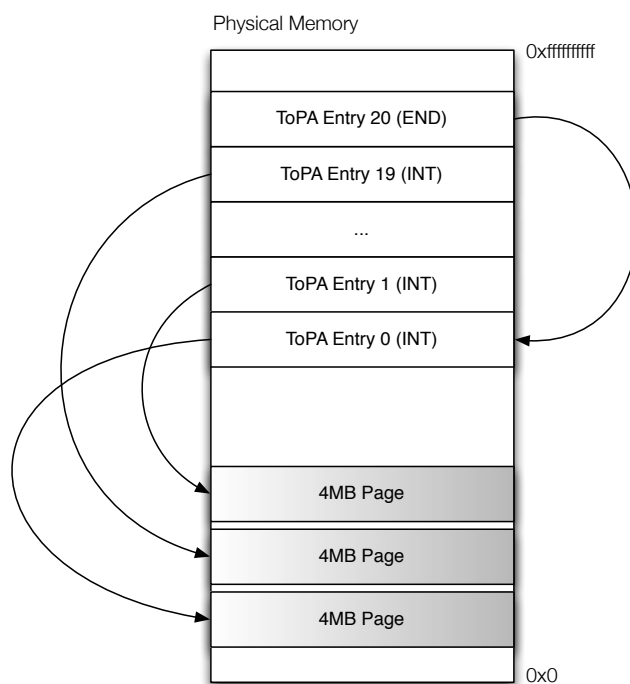 Physical Memory
0xffffffffff
ToPA Entry 20 (END)
ToPA Entry 19 (INT)
...
ToPA Entry 1 (INT)
ToPA Entry 0 (INT)
4MB Page
4MB Page
4MB Page
0x0